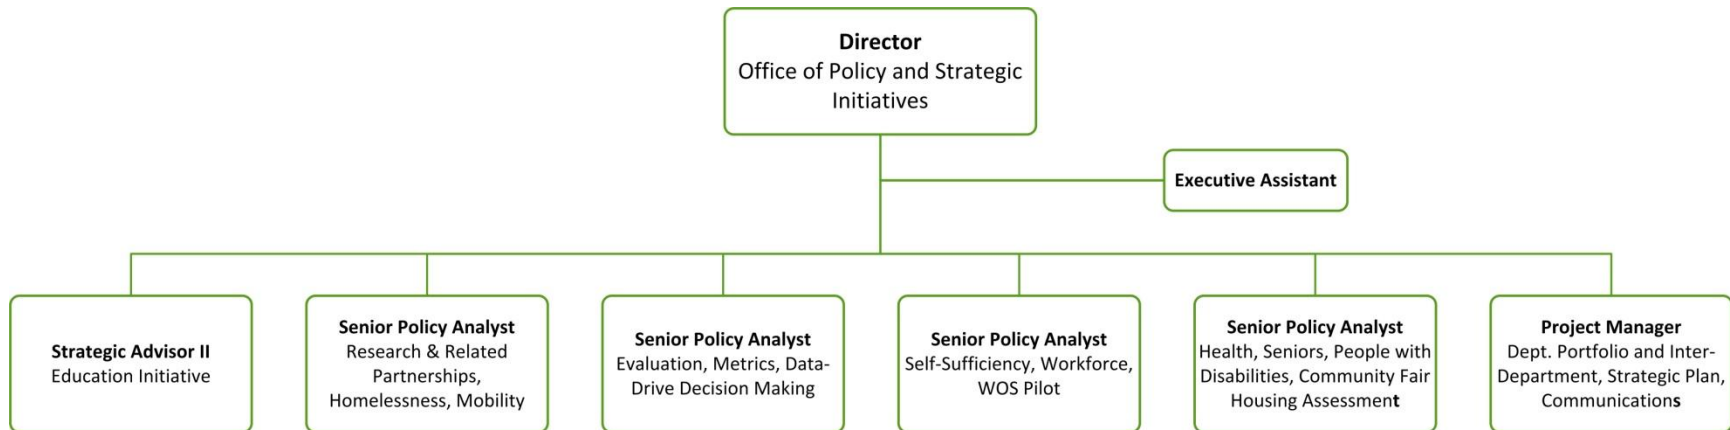 Director
Office of Policy and Strategic
Initiatives
Executive Assistant
Strategic Advisor II
Education Initiative
Senior Policy Analyst
Research & Related
Partnerships,
Homelessness, Mobility
Senior Policy Analyst
Evaluation, Metrics, Data-
Drive Decision Making
Senior Policy Analyst
Self-Sufficiency, Workforce,
WOS Pilot
Senior Policy Analyst
Health, Seniors, People with
Disabilities, Community Fair
Housing Assessment
Project Manager
Dept. Portfolio and Inter-
Department, Strategic Plan,
Communications